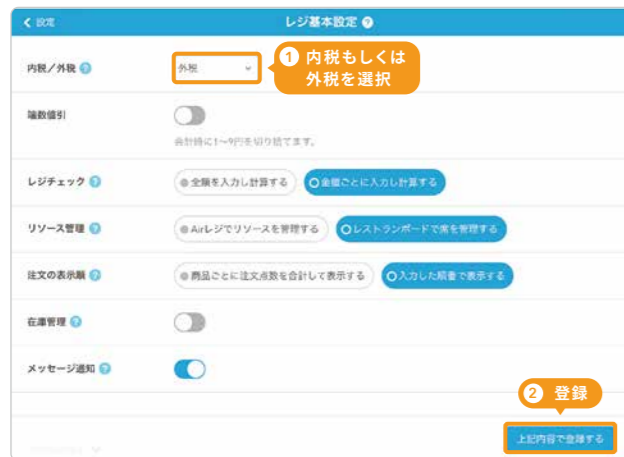 設定
レジ基本設定
内税/外税
外税
1 内税もしくは
外税を選択
端数値引
会計時に1〜9円を切り捨てます。
レジチェック
全額を入力し計算する
金種ごとに入力し計算する
リソース管理
Airレジでリソースを管理する
レストランボードで席を管理する
注文の表示順
商品ごとに注文点数を合計して表示する
入力した順番で表示する
在庫管理
メッセージ通知
2 登録
上記内容で登録する